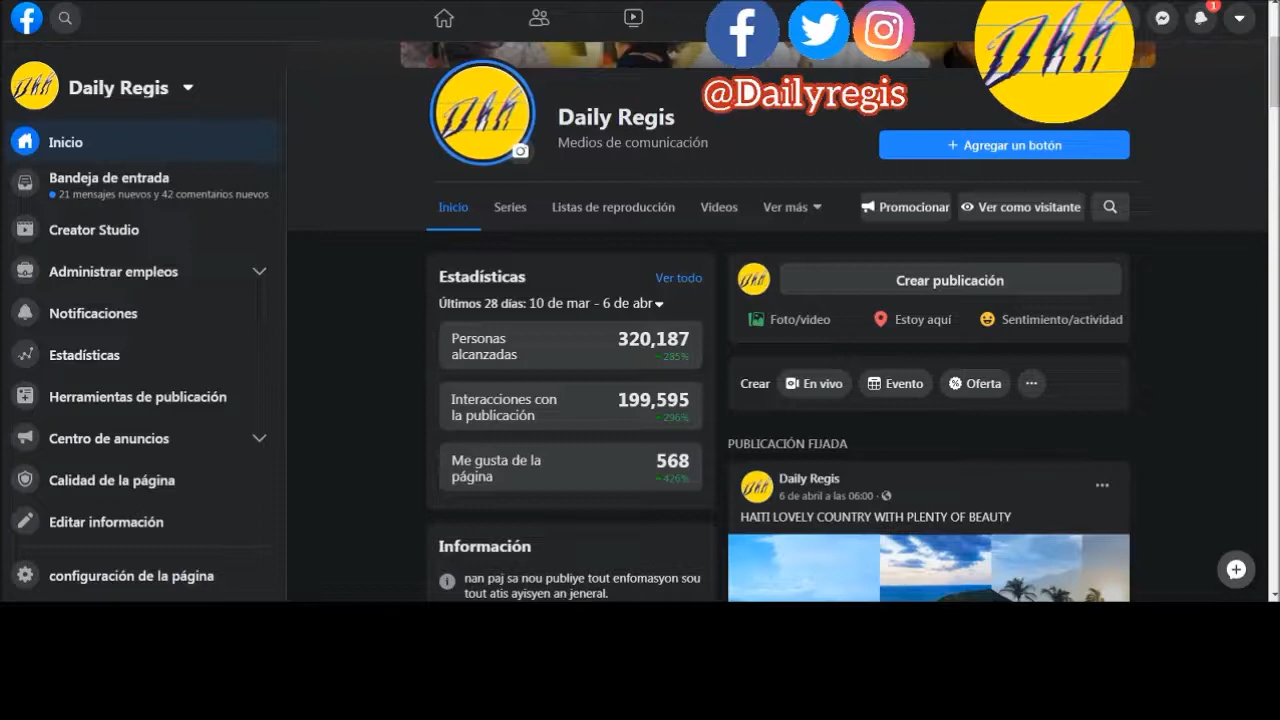 1
@Dailyregis
Daily Regis
Inicio
Bandeja de entrada
21 mensajes nuevos y 42 comentarios nuevos
Creator Studio
Administrar empleos
Notificaciones
Estadísticas
Herramientas de publicación
Centro de anuncios
Calidad de la página
Editar información
configuración de la página
Daily Regis
Medios de comunicación
+ Agregar un botón
Inicio Series Listas de reproducción Videos Ver más Promocionar Ver como visitante
Estadísticas Ver todo
Últimos 28 días: 10 de mar - 6 de abr
Personas alcanzadas 320,187
285%
Interacciones con la publicación 199,595
296%
Me gusta de la página 568
426%
Información
nan paj sa nou publiye tout enfomasyon sou
tout atis ayisyen an jeneral.
Crear publicación
Foto/video Estoy aquí Sentimiento/actividad
Crear En vivo Evento Oferta ...
PUBLICACIÓN FIJADA
Daily Regis
6 de abril a las 06:00 ·
HAITI LOVELY COUNTRY WITH PLENTY OF BEAUTY